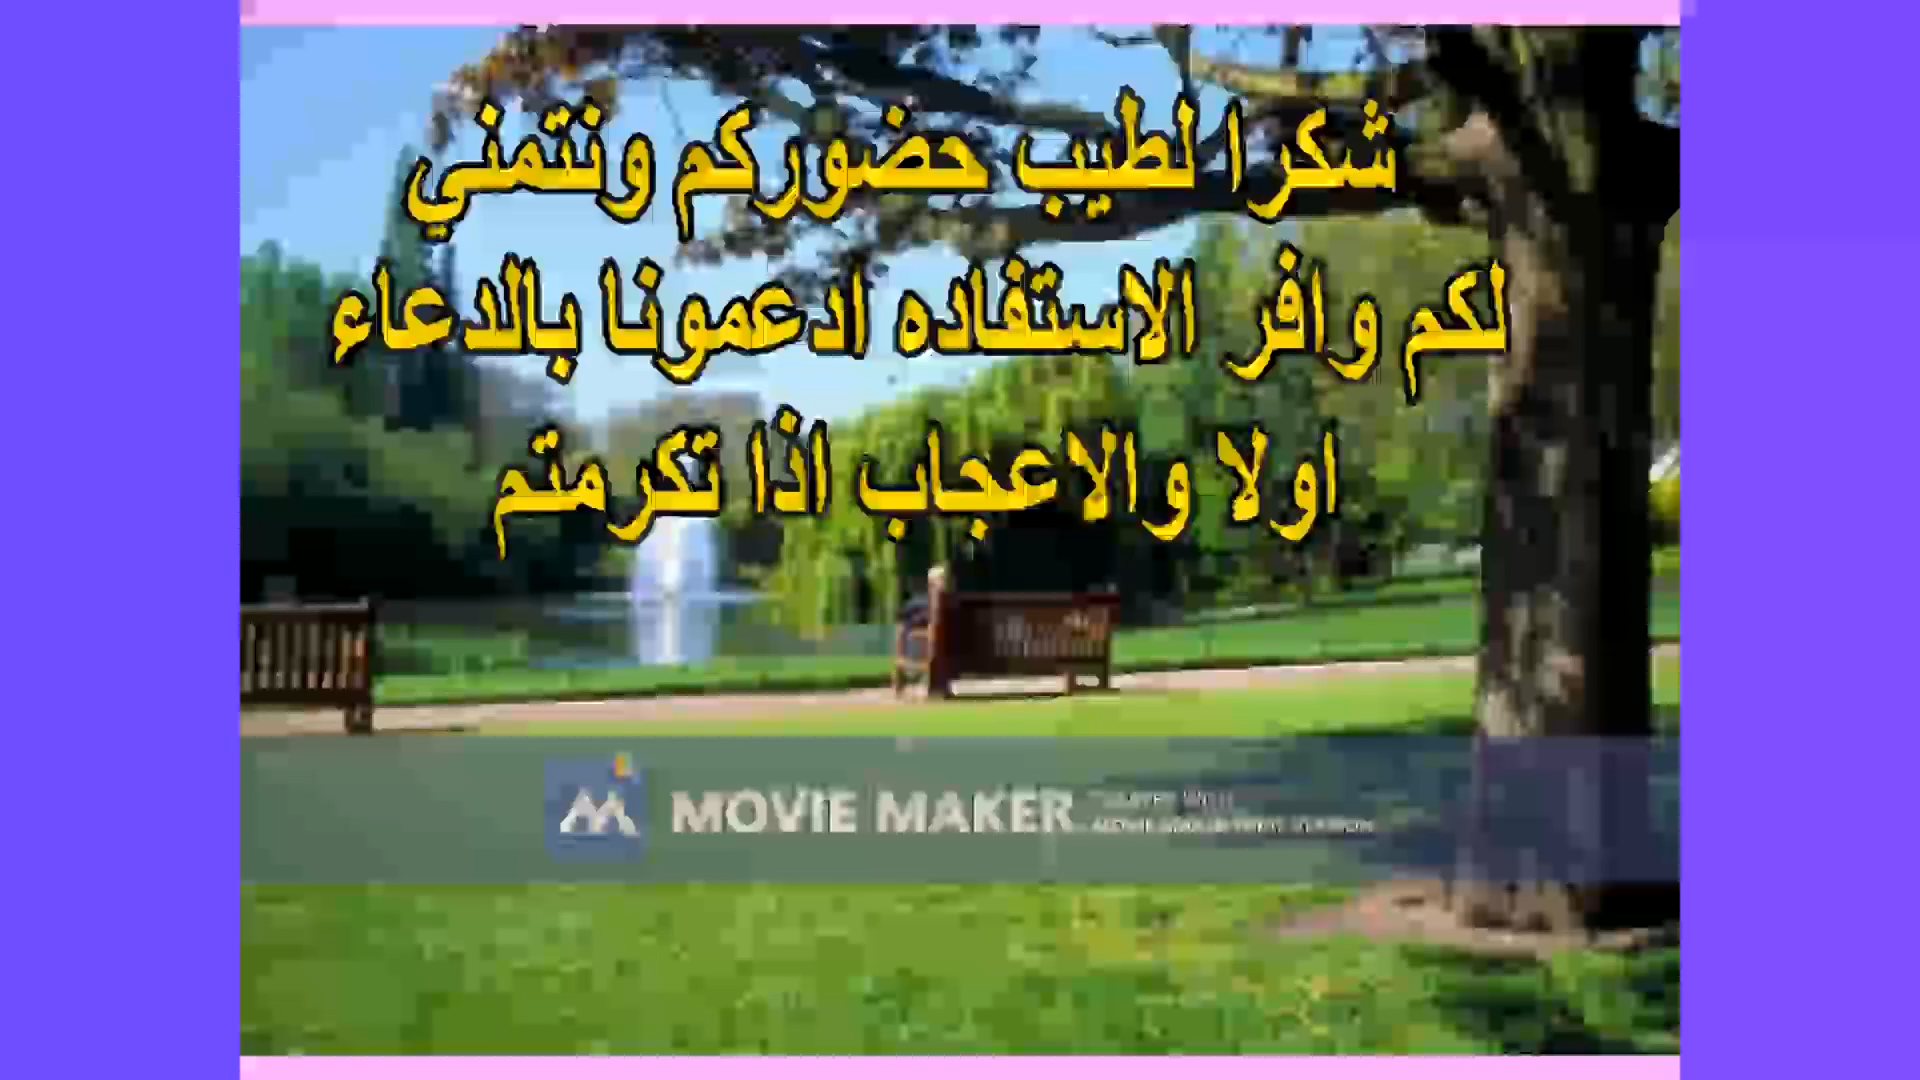 شكرا لطيب حضوركم ونتمني
لكم وافر الاستفاده ادعمونا بالدعاء
اولا والاعجاب اذا تكرمتم
MOVIE MAKER